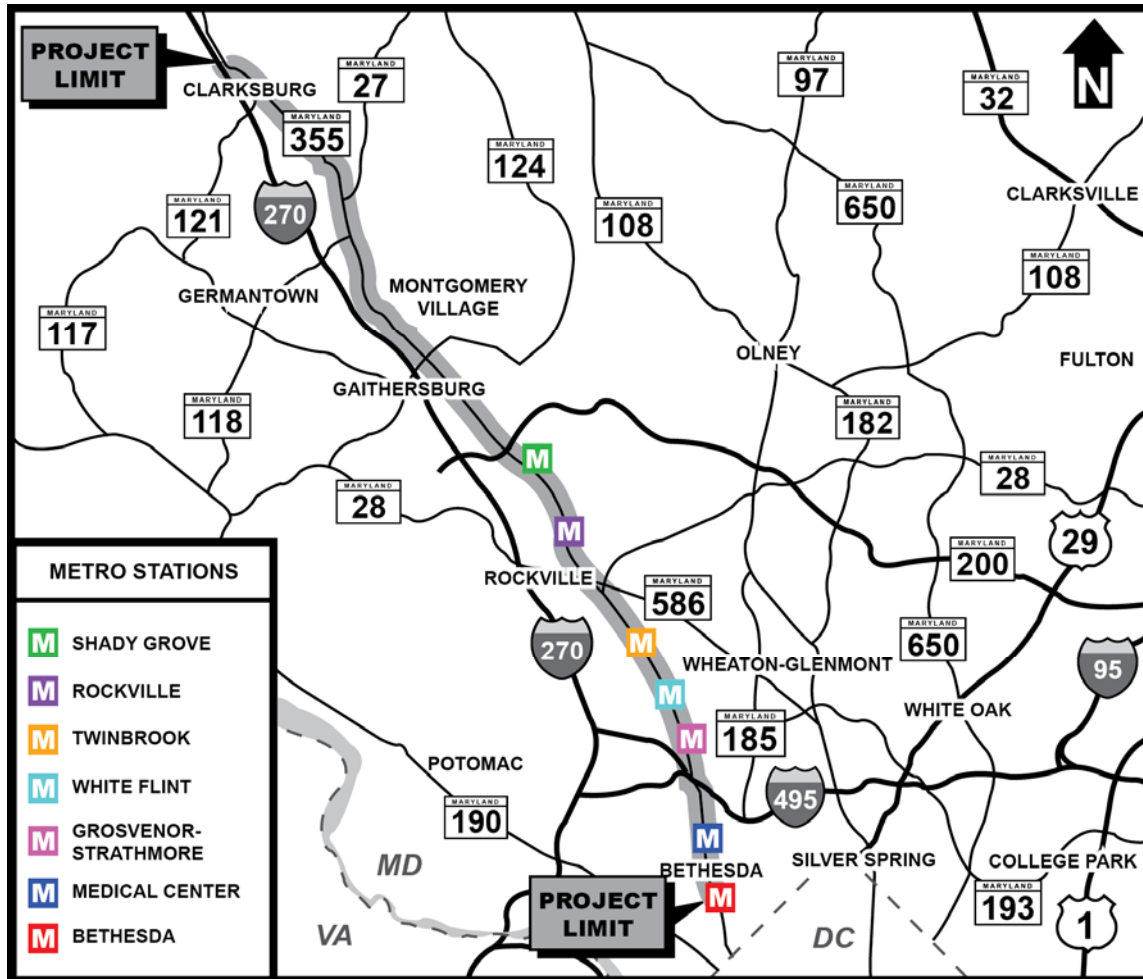 PROJECT
LIMIT
CLARKSBURG
MARYLAND
27
MARYLAND
97
MARYLAND
32
N
MARYLAND
355
MARYLAND
124
MARYLAND
121
270
MARYLAND
108
MARYLAND
650
CLARKSVILLE
MARYLAND
108
GERMANTOWN
MONTGOMERY
VILLAGE
MARYLAND
117
OLNEY
FULTON
GAITHERSBURG
MARYLAND
118
MARYLAND
182
M
MARYLAND
28
MARYLAND
28
M
29
MARYLAND
200
ROCKVILLE
MARYLAND
586
270
M
MARYLAND
650
95
WHEATON-GLENMONT
M
WHITE OAK
M
MARYLAND
185
POTOMAC
495
MARYLAND
190
M
MD
BETHESDA
SILVER SPRING
COLLEGE PARK
M
PROJECT
LIMIT
MARYLAND
193
1
VA
DC
METRO STATIONS
M SHADY GROVE
M ROCKVILLE
M TWINBROOK
M WHITE FLINT
M GROSVENOR-
STRATHMORE
M MEDICAL CENTER
M BETHESDA